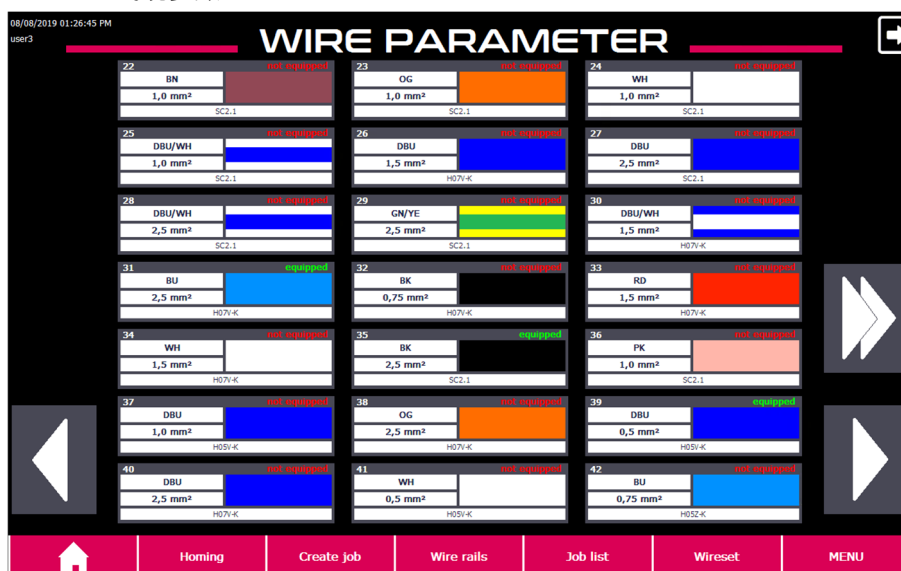 08/08/2019 01:26:45 PM
user3
WIRE PARAMETER
22 not equipped
BN
1,0 mm²
SC2.1
23 not equipped
OG
1,0 mm²
SC2.1
24 not equipped
WH
1,0 mm²
SC2.1
25 not equipped
DBU/WH
1,0 mm²
SC2.1
26 not equipped
DBU
1,5 mm²
H07V-K
27 not equipped
DBU
2,5 mm²
SC2.1
28 not equipped
DBU/WH
2,5 mm²
SC2.1
29 not equipped
GN/YE
2,5 mm²
SC2.1
30 not equipped
DBU/WH
1,5 mm²
H07V-K
31 equipped
BU
2,5 mm²
H07V-K
32 not equipped
BK
0,75 mm²
H07V-K
33 not equipped
RD
1,5 mm²
H07V-K
34 not equipped
WH
1,5 mm²
H07V-K
35 equipped
BK
2,5 mm²
SC2.1
36 not equipped
PK
1,0 mm²
SC2.1
37 not equipped
DBU
1,0 mm²
H05V-K
38 not equipped
OG
2,5 mm²
H07V-K
39 equipped
DBU
0,5 mm²
H05V-K
40 not equipped
DBU
2,5 mm²
H07V-K
41 not equipped
WH
0,5 mm²
H05V-K
42 not equipped
BU
0,75 mm²
H05Z-K
Homing
Create job
Wire rails
Job list
Wireset
MENU